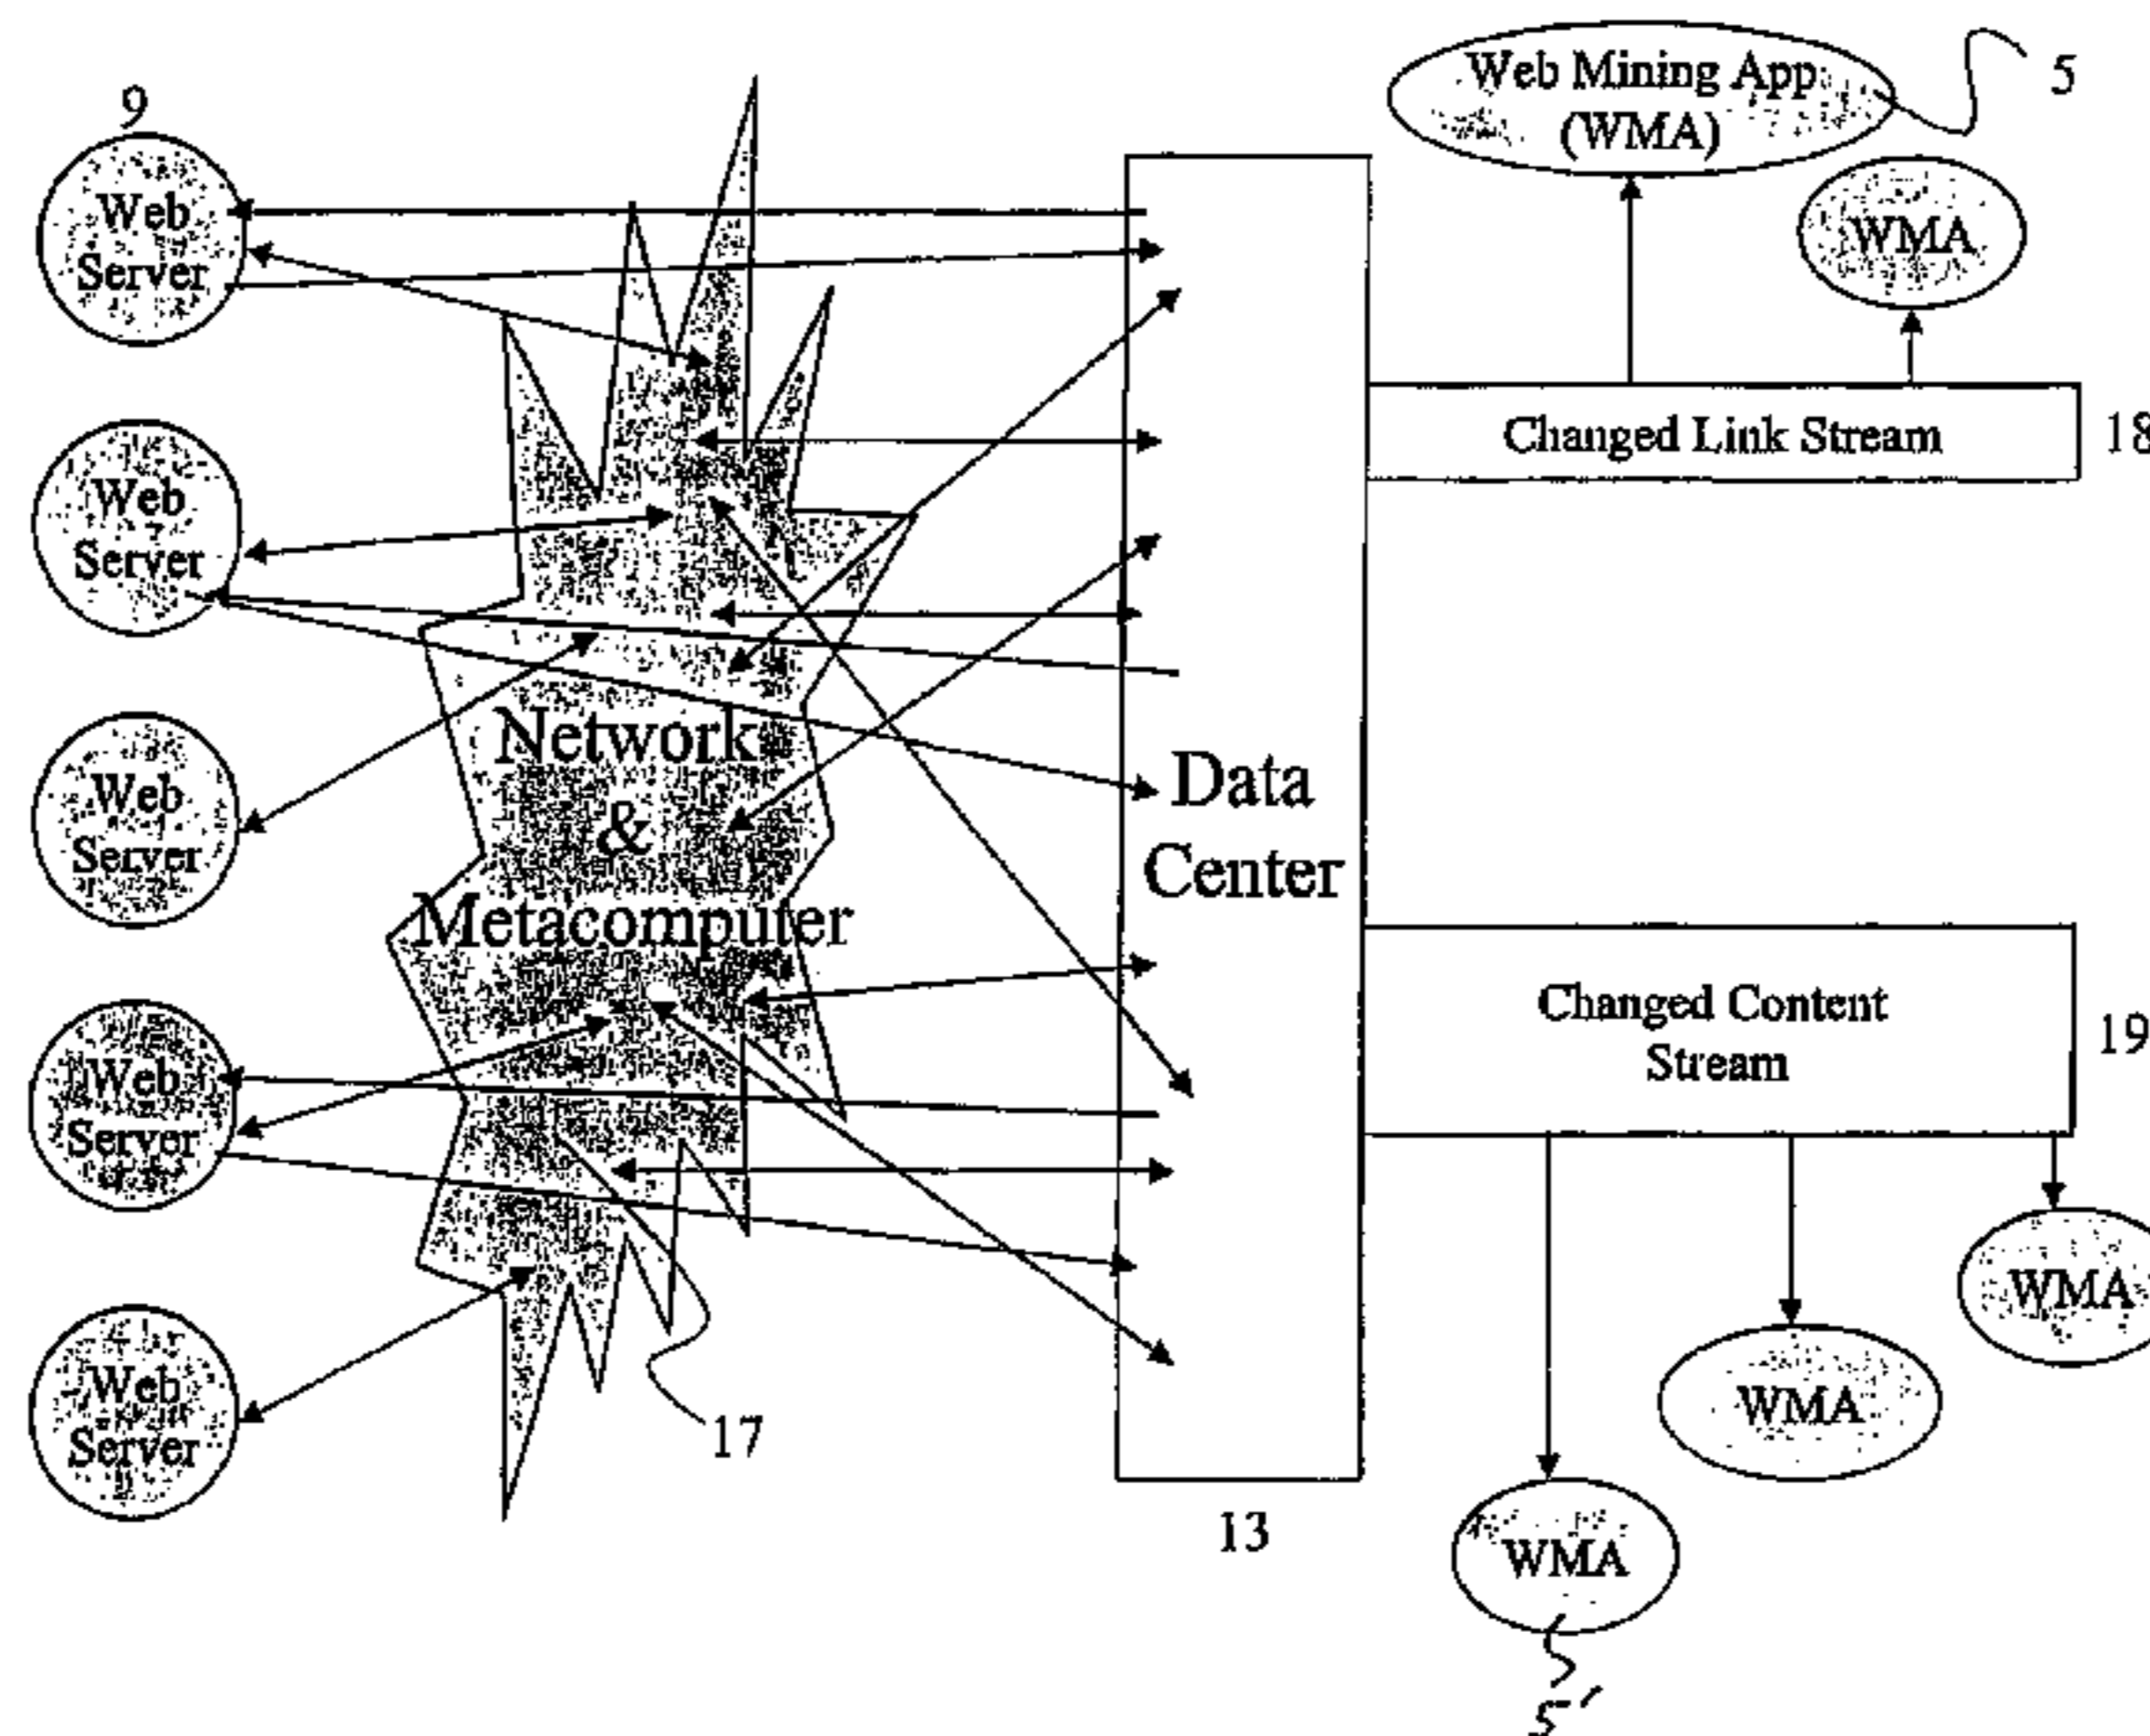 9
Web
Server
Web
Server
Web
Server
Web
Server
Web
Server
Network
&
Metacomputer
17
Data
Center
13
Web Mining App
(WMA)
5
WMA
Changed Link Stream
18
Changed Content
Stream
19
WMA
WMA
WMA
5'